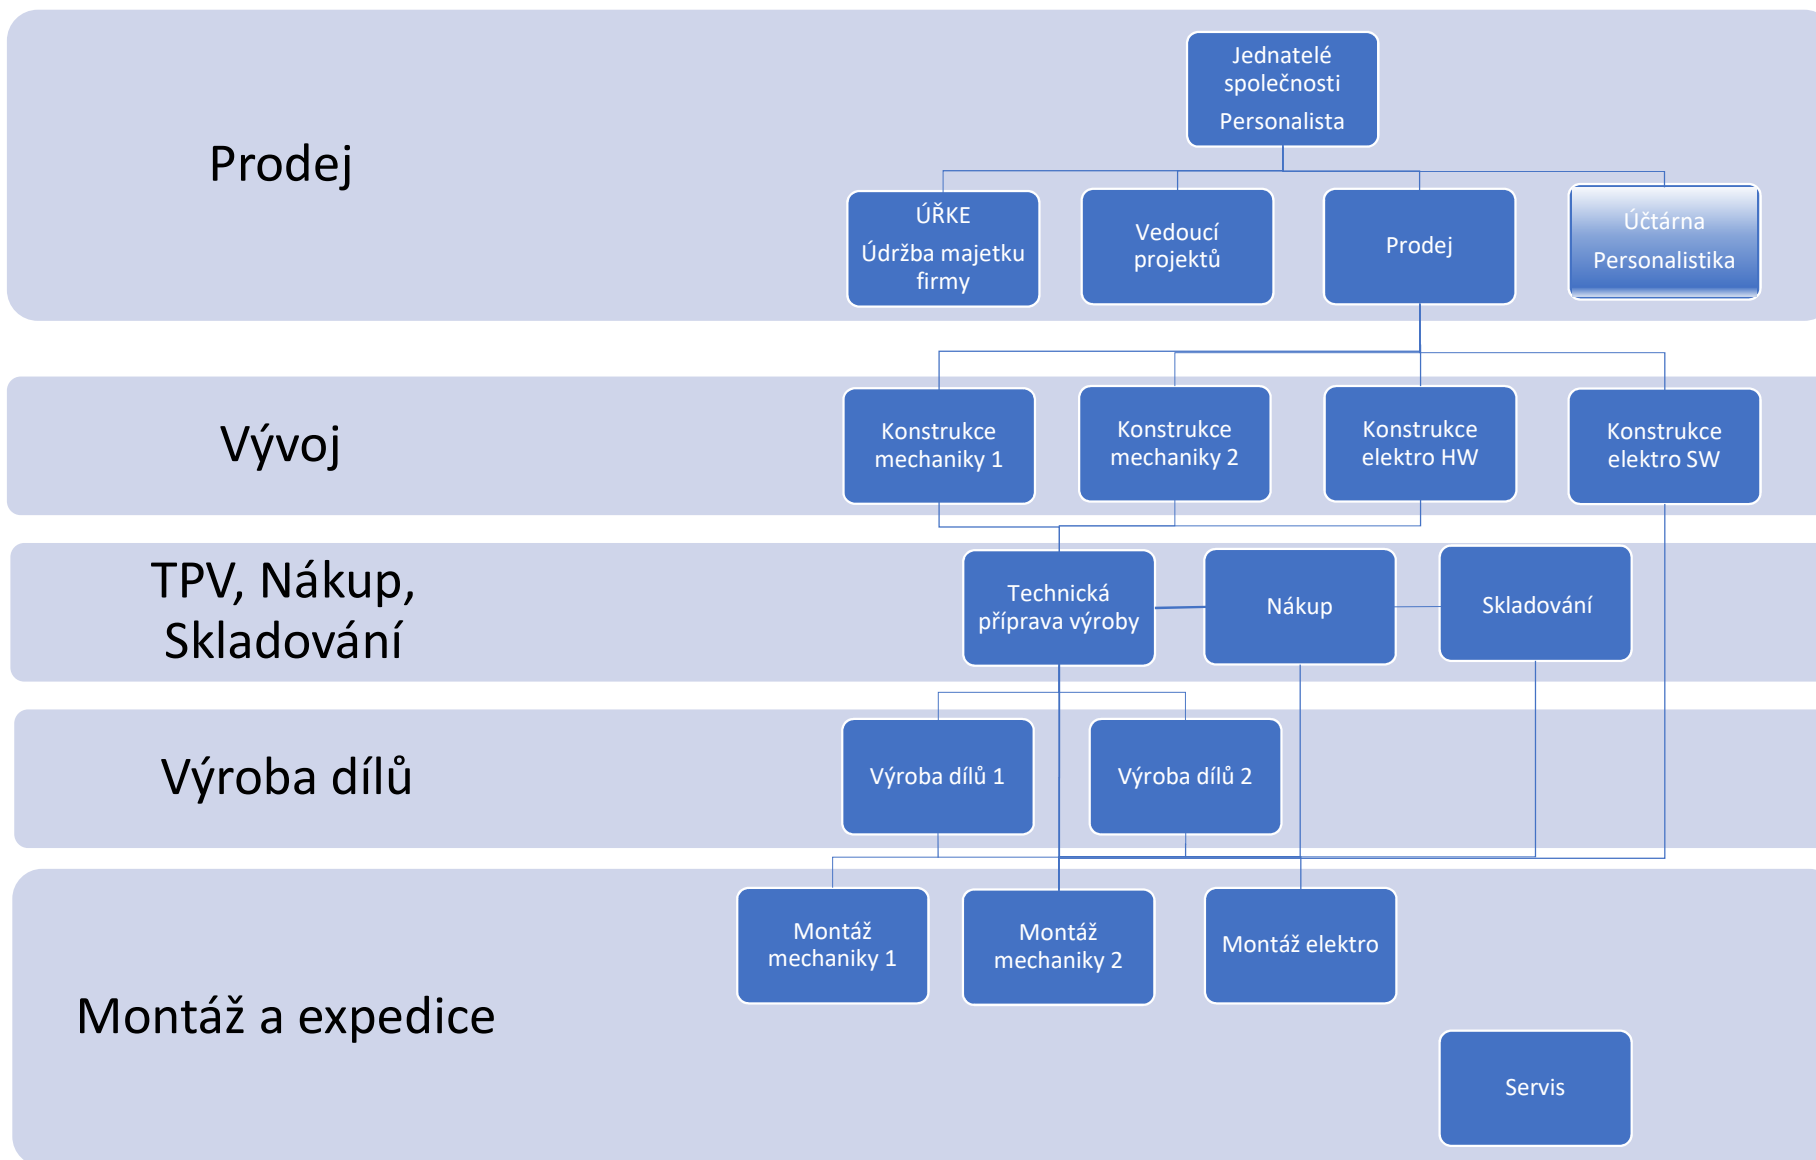 Prodej
Jednatelé
společnosti
Personalista
ÚŘKE
Údržba majetku
firmy
Vedoucí
projektů
Prodej
Účtárna
Personalistika
Vývoj
Konstrukce
mechaniky 1
Konstrukce
mechaniky 2
Konstrukce
elektro HW
Konstrukce
elektro SW
TPV, Nákup,
Skladování
Technická
příprava výroby
Nákup
Skladování
Výroba dílů
Výroba dílů 1
Výroba dílů 2
Montáž a expedice
Montáž
mechaniky 1
Montáž
mechaniky 2
Montáž elektro
Servis